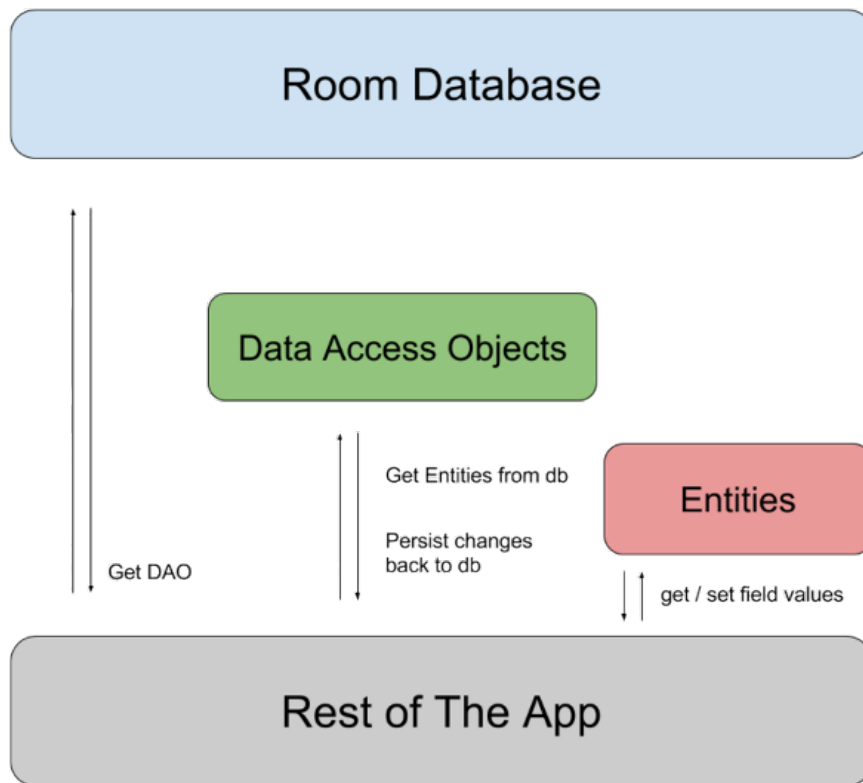 Room Database
Data Access Objects
Get Entities from db
Entities
Persist changes
back to db
Get DAO
get / set field values
Rest of The App